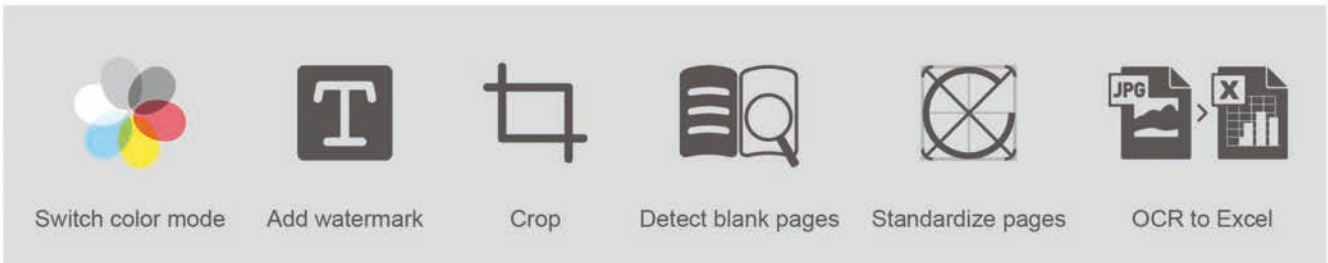 T
JPG
X
Switch color mode
Add watermark
Crop
Detect blank pages
Standardize pages
OCR to Excel